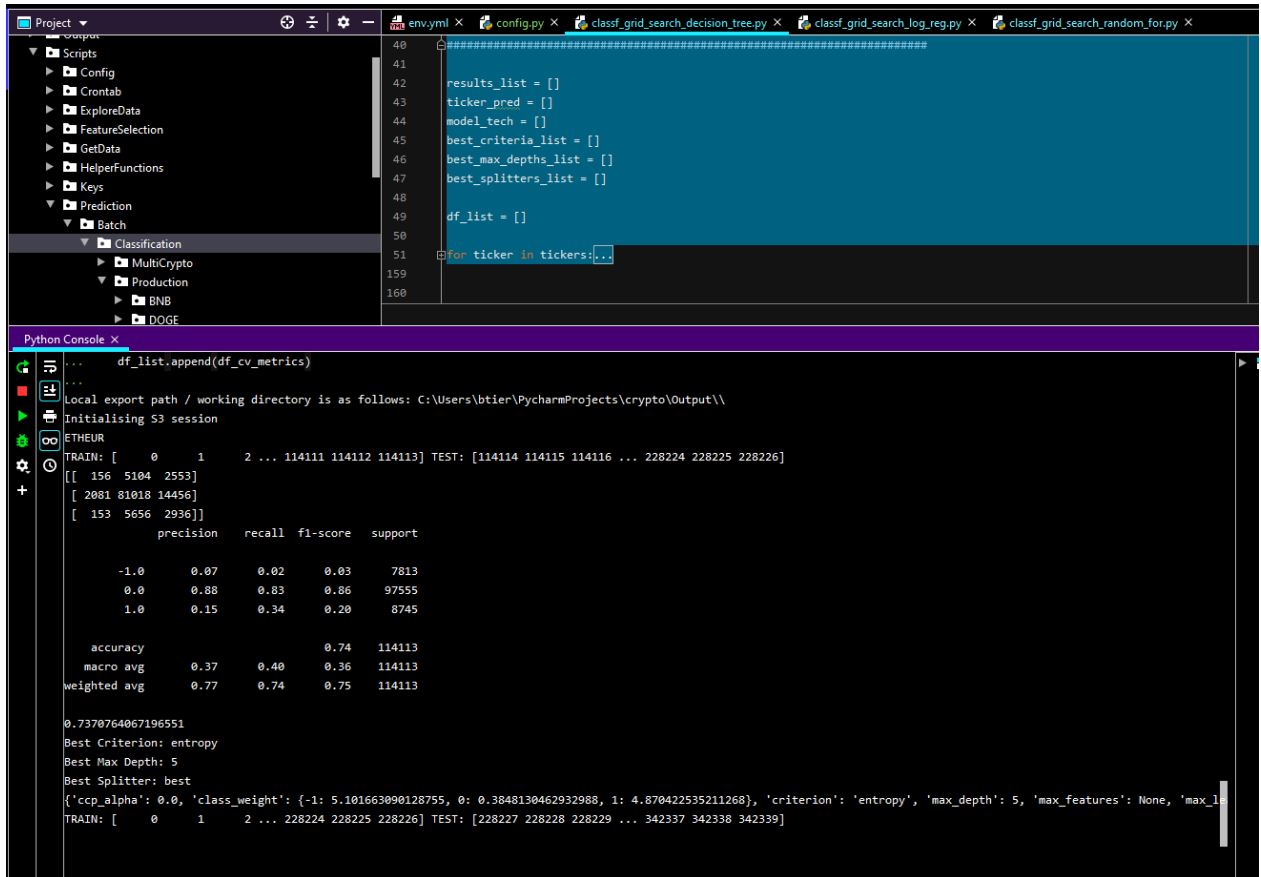 Project
env.yml
config.py
classf_grid_search_decision_tree.py
classf_grid_search_log_reg.py
classf_grid_search_random_for.py
Scripts
Config
Crontab
ExploreData
FeatureSelection
GetData
HelperFunctions
Keys
Prediction
Batch
Classification
MultiCrypto
Production
BNB
DOGE
40
41
42 results_list = []
43 ticker_pred = []
44 model_tech = []
45 best_criteria_list = []
46 best_max_depths_list = []
47 best_splitters_list = []
48
49 df_list = []
50
51 for ticker in tickers:...
159
160
Python Console
... df_list.append(df_cv_metrics)
...
Local export path / working directory is as follows: C:\Users\btier\PycharmProjects\crypto\Output\\
Initialising S3 session
ETHEUR
TRAIN: [ 0 1 2 ... 114111 114112 114113] TEST: [114114 114115 114116 ... 228224 228225 228226]
[[ 156 5104 2553]
[ 2081 81018 14456]
[ 153 5656 2936]]
precision recall f1-score support
-1.0 0.07 0.02 0.03 7813
0.0 0.88 0.83 0.86 97555
1.0 0.15 0.34 0.20 8745
accuracy 0.74 114113
macro avg 0.37 0.40 0.36 114113
weighted avg 0.77 0.74 0.75 114113
0.7370764067196551
Best Criterion: entropy
Best Max Depth: 5
Best Splitter: best
{'ccp_alpha': 0.0, 'class_weight': {-1: 5.101663090128755, 0: 0.3848130462932988, 1: 4.870422535211268}, 'criterion': 'entropy', 'max_depth': 5, 'max_features': None, 'max_le
TRAIN: [ 0 1 2 ... 228224 228225 228226] TEST: [228227 228228 228229 ... 342337 342338 342339]